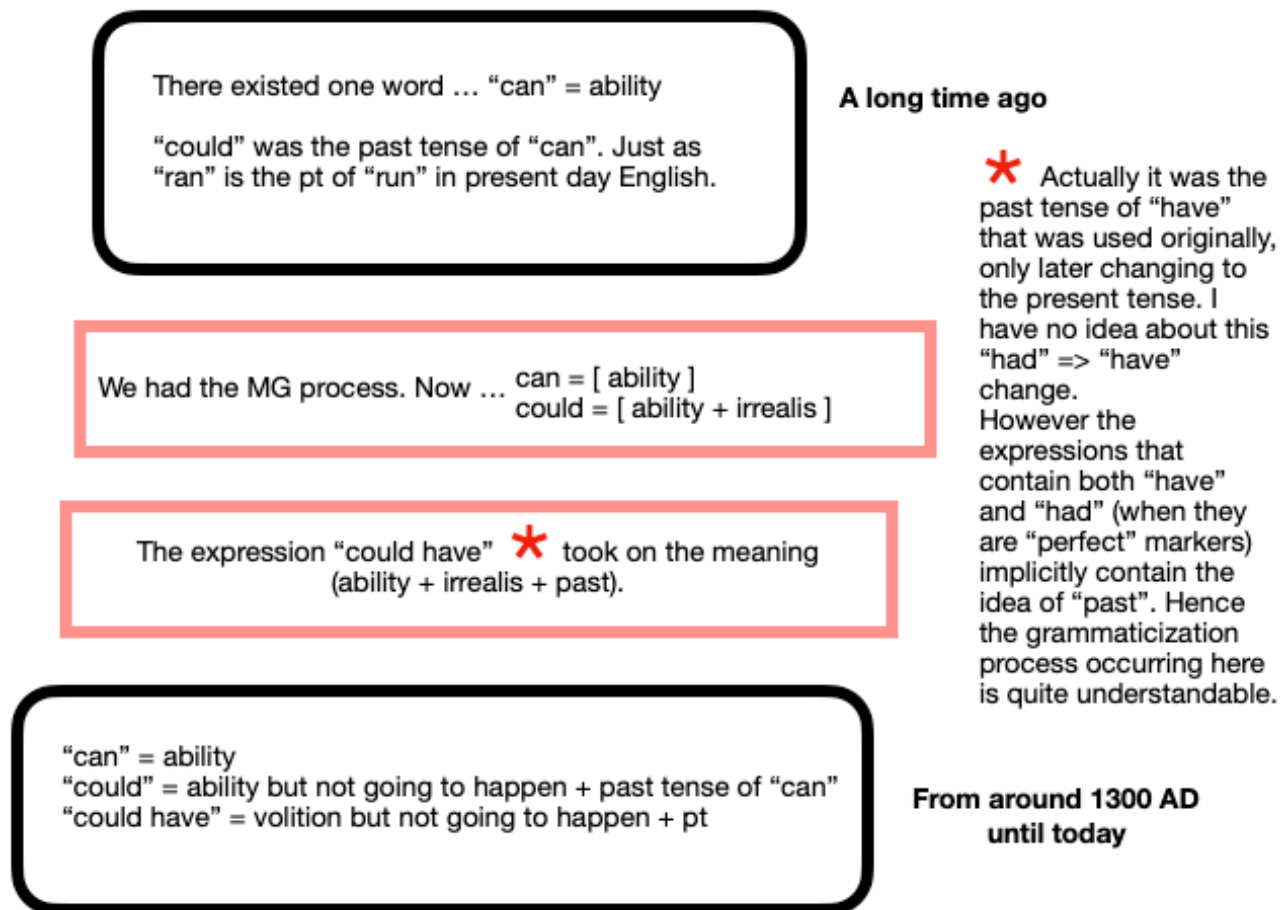 There existed one word … “can” = ability
“could” was the past tense of “can”. Just as
“ran” is the pt of “run” in present day English.
A long time ago
* Actually it was the
past tense of “have”
that was used originally,
only later changing to
the present tense. I
have no idea about this
“had” => “have”
change.
However the
expressions that
contain both “have”
and “had” (when they
are “perfect” markers)
implicitly contain the
idea of “past”. Hence
the grammaticization
process occurring here
is quite understandable.
We had the MG process. Now … can = [ ability ]
could = [ ability + irrealis ]
The expression “could have” * took on the meaning
(ability + irrealis + past).
“can” = ability
“could” = ability but not going to happen + past tense of “can”
“could have” = volition but not going to happen + pt
From around 1300 AD
until today